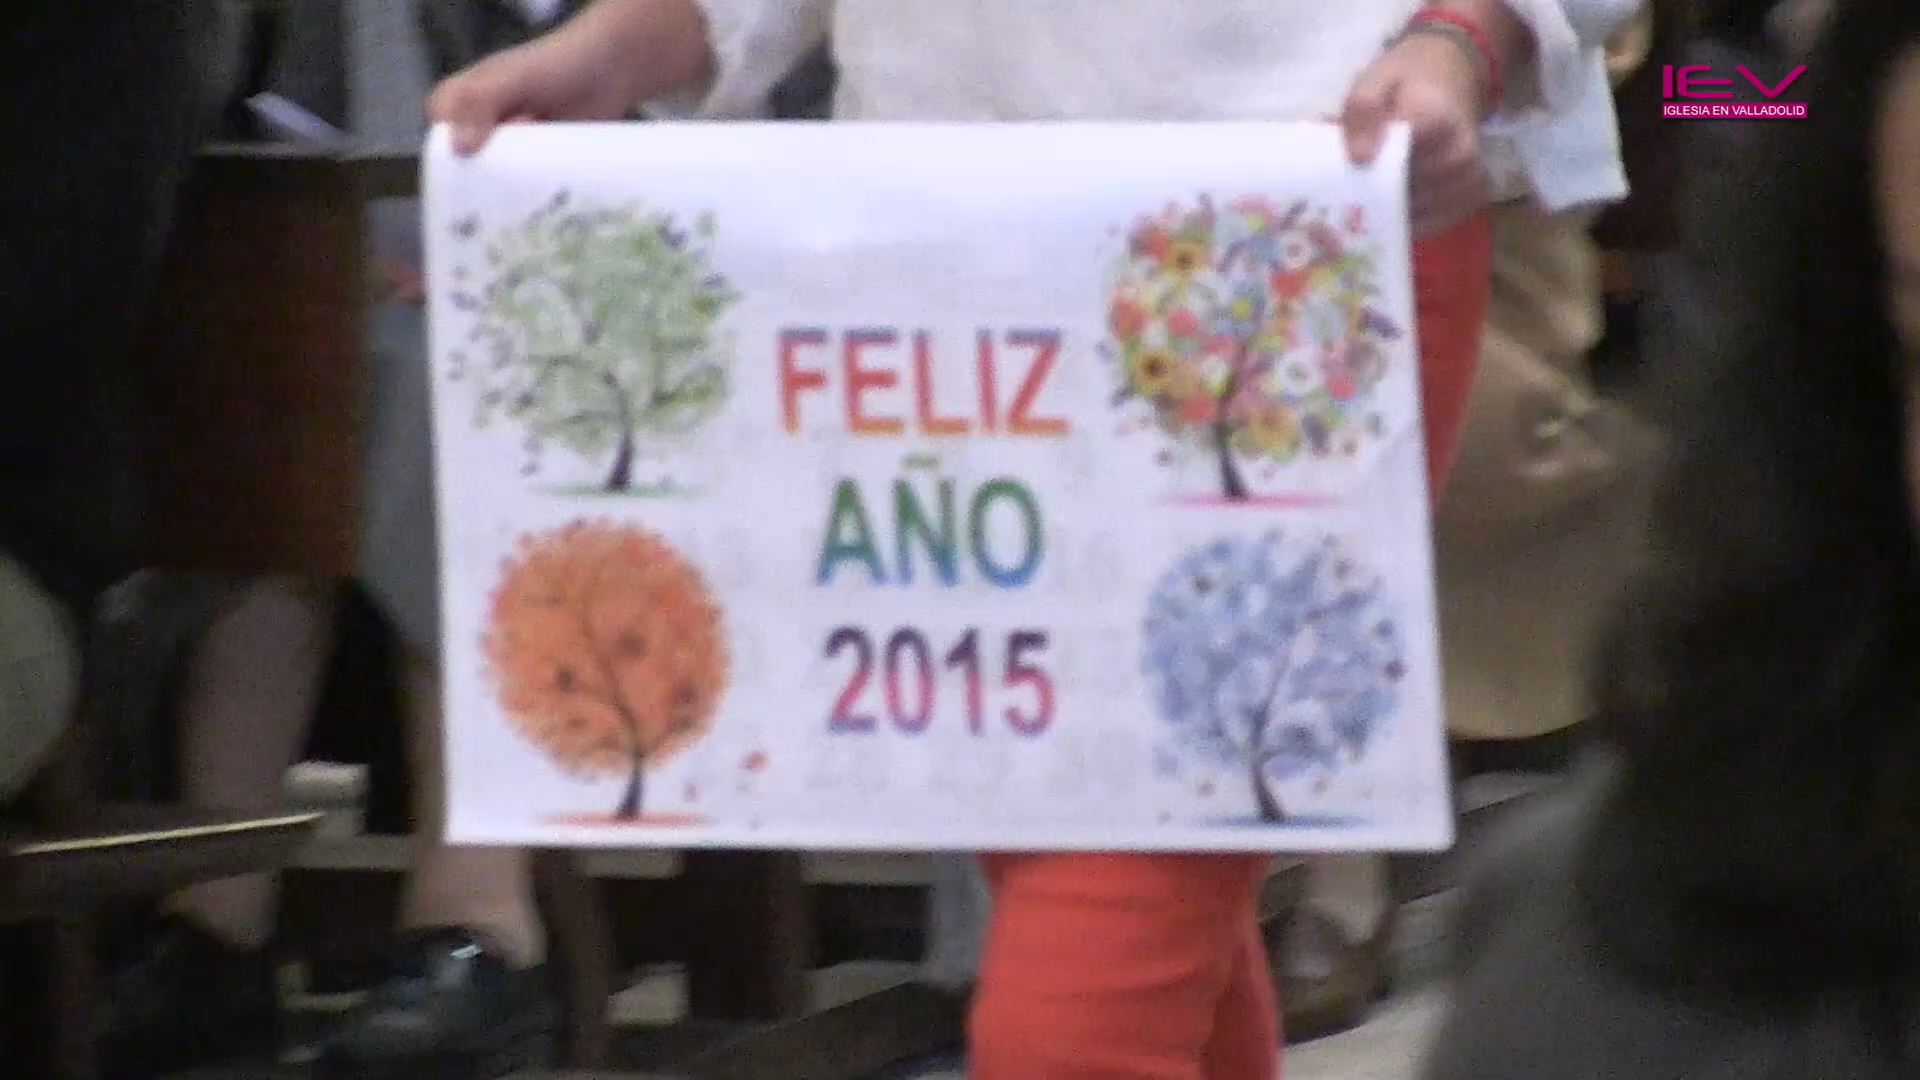 IEV
IGLESIA EN VALLADOLID
FELIZ
AÑO
2015